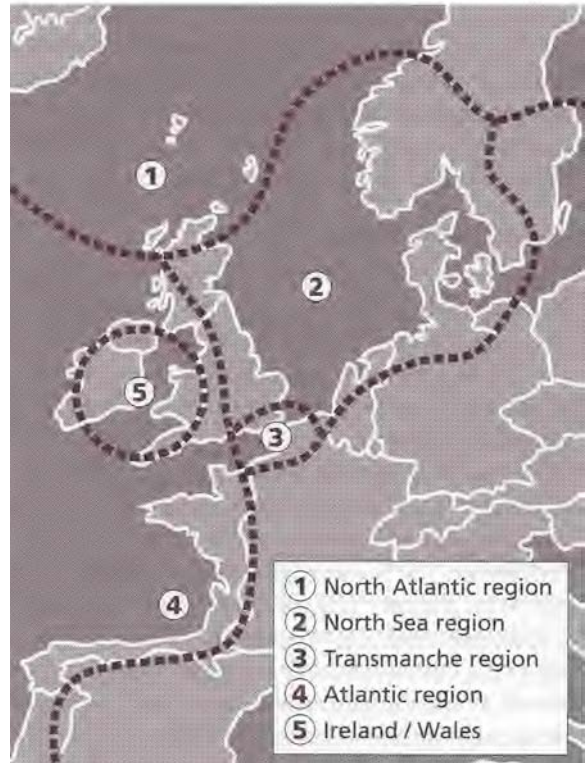 1
2
5
3
4
1 North Atlantic region
2 North Sea region
3 Transmanche region
4 Atlantic region
5 Ireland / Wales